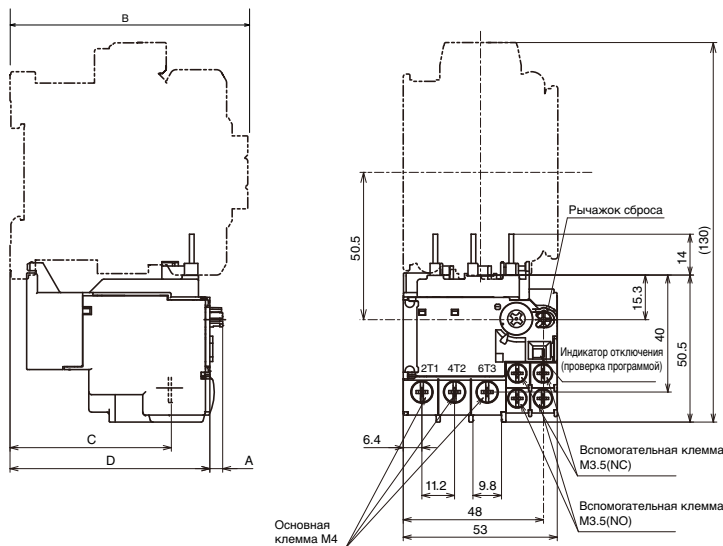 B
50.5
Рычажок сброса
14
(130)
15.3
40
50.5
Индикатор отключения
(проверка программой)
2T1 4T2 6T3
C
D
A
6.4
11.2
9.8
48
53
Вспомогательная клемма
M3.5(NC)
Вспомогательная клемма
M3.5(NO)
Основная
клемма M4